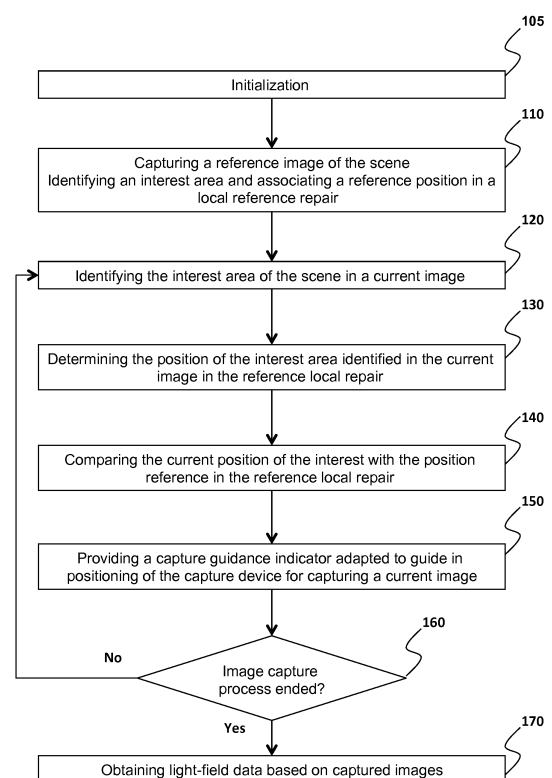 105
Initialization
110
Capturing a reference image of the scene
Identifying an interest area and associating a reference position in a
local reference repair
120
Identifying the interest area of the scene in a current image
130
Determining the position of the interest area identified in the current
image in the reference local repair
140
Comparing the current position of the interest with the position
reference in the reference local repair
150
Providing a capture guidance indicator adapted to guide in
positioning of the capture device for capturing a current image
160
No
Image capture
process ended?
Yes
170
Obtaining light-field data based on captured images